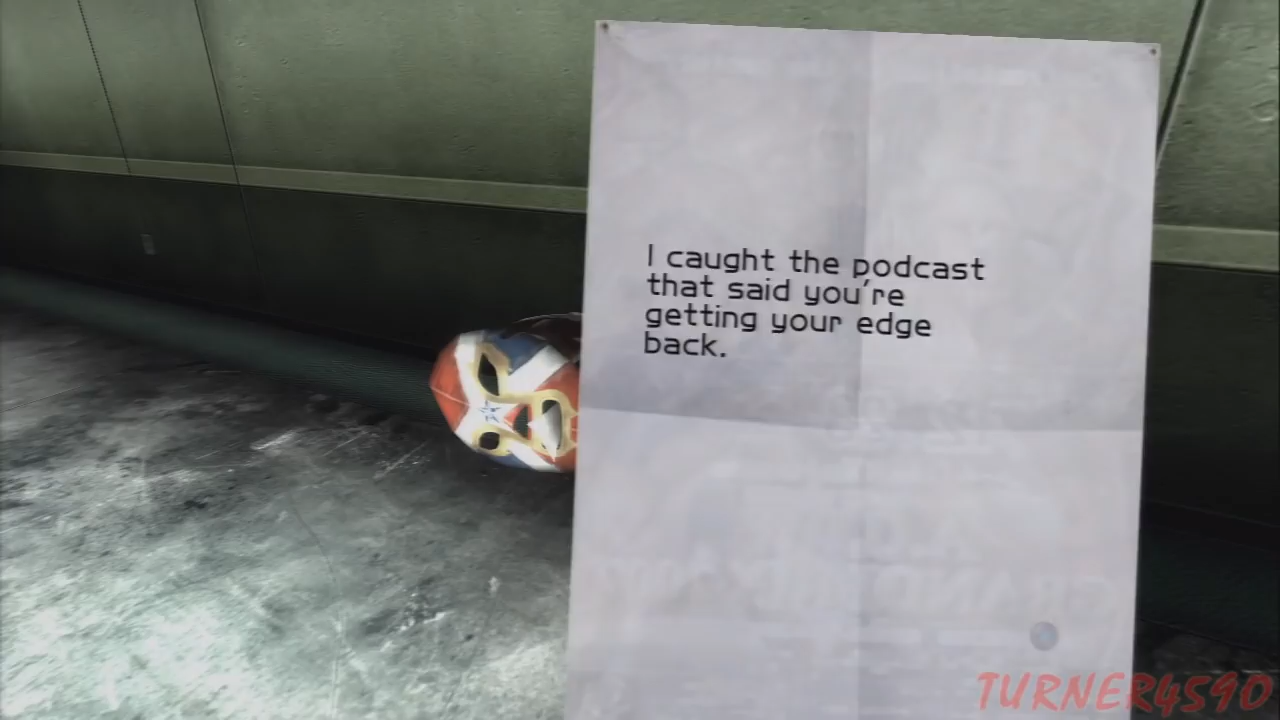 I caught the podcast
that said you're
getting your edge
back.
TURNER4590